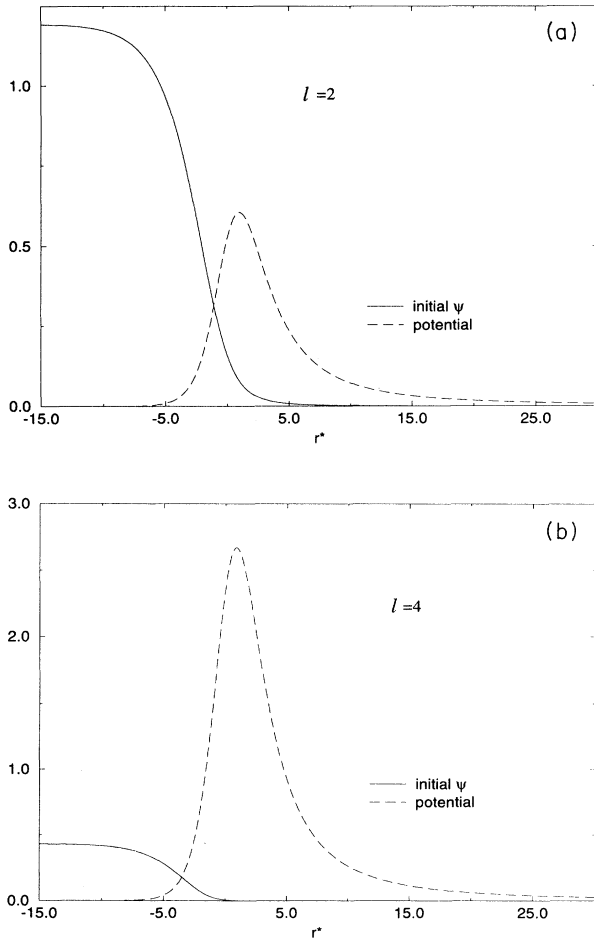 (a)
l =2
1.0
0.5
0.0
initial ψ
potential
-15.0 -5.0 5.0 15.0 25.0
r*
(b)
l =4
3.0
2.0
1.0
0.0
initial ψ
potential
-15.0 -5.0 5.0 15.0 25.0
r*